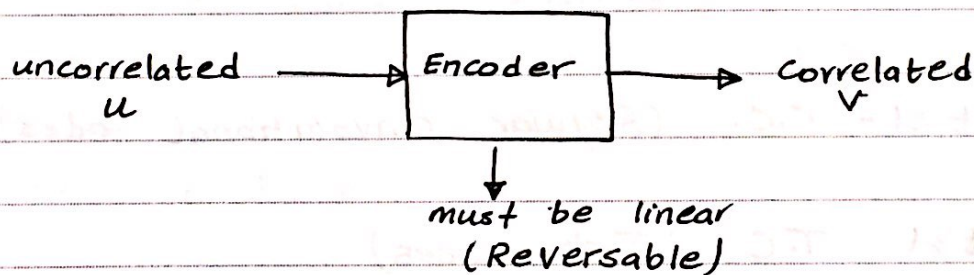 uncorrelated Encoder Correlated
u V
must be linear
(Reversable)